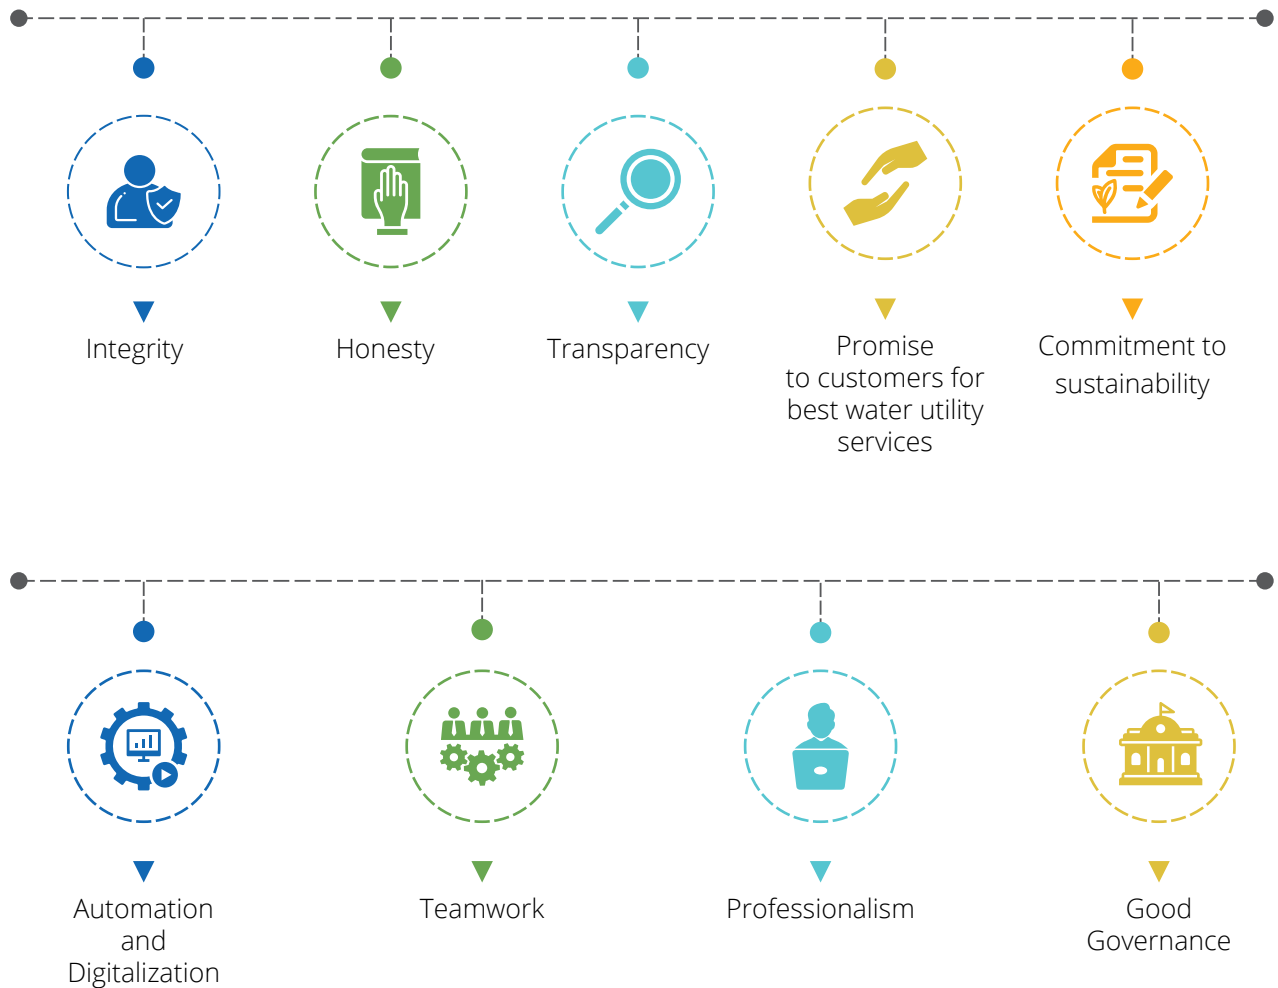 Integrity
Honesty
Transparency
Promise
to customers for
best water utility
services
Commitment to
sustainability
Automation
and
Digitalization
Teamwork
Professionalism
Good
Governance